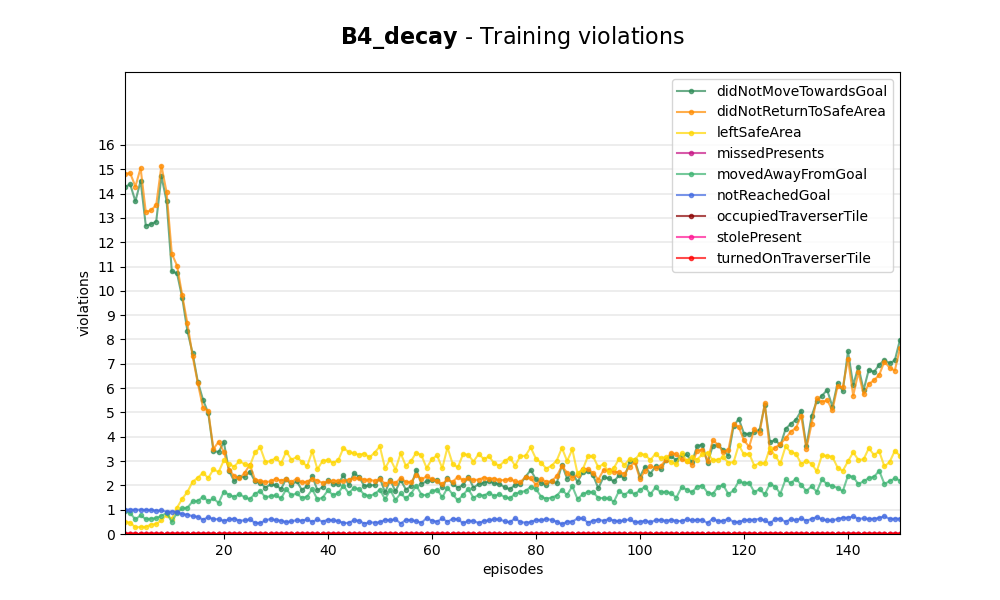 B4_decay - Training violations
didNotMoveTowardsGoal
didNotReturnToSafeArea
leftSafeArea
missedPresents
movedAwayFromGoal
notReachedGoal
occupiedTraverserTile
stolePresent
turnedOnTraverserTile
violations
16
15
14
13
12
11
10
9
8
7
6
5
4
3
2
1
0
20
40
60
80
100
120
140
episodes